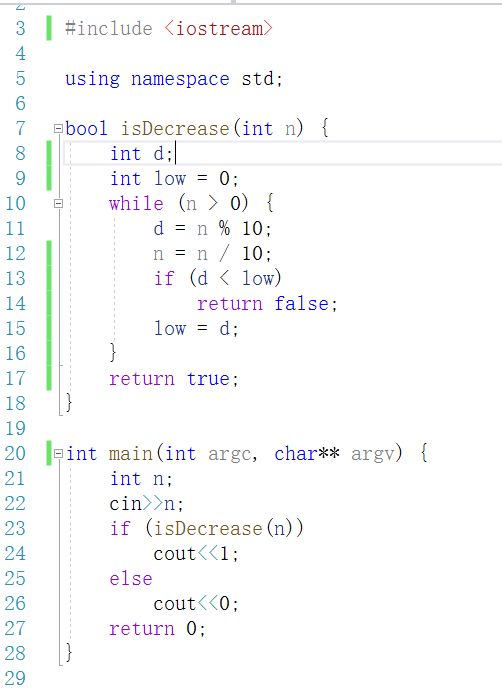 3 #include <iostream>
4
5 using namespace std;
6
7 bool isDecrease(int n) {
8 int d;
9 int low = 0;
10 while (n > 0) {
11 d = n % 10;
12 n = n / 10;
13 if (d < low)
14 return false;
15 low = d;
16 }
17 return true;
18 }
19
20 int main(int argc, char** argv) {
21 int n;
22 cin>>n;
23 if (isDecrease(n))
24 cout<<1;
25 else
26 cout<<0;
27 return 0;
28 }
29